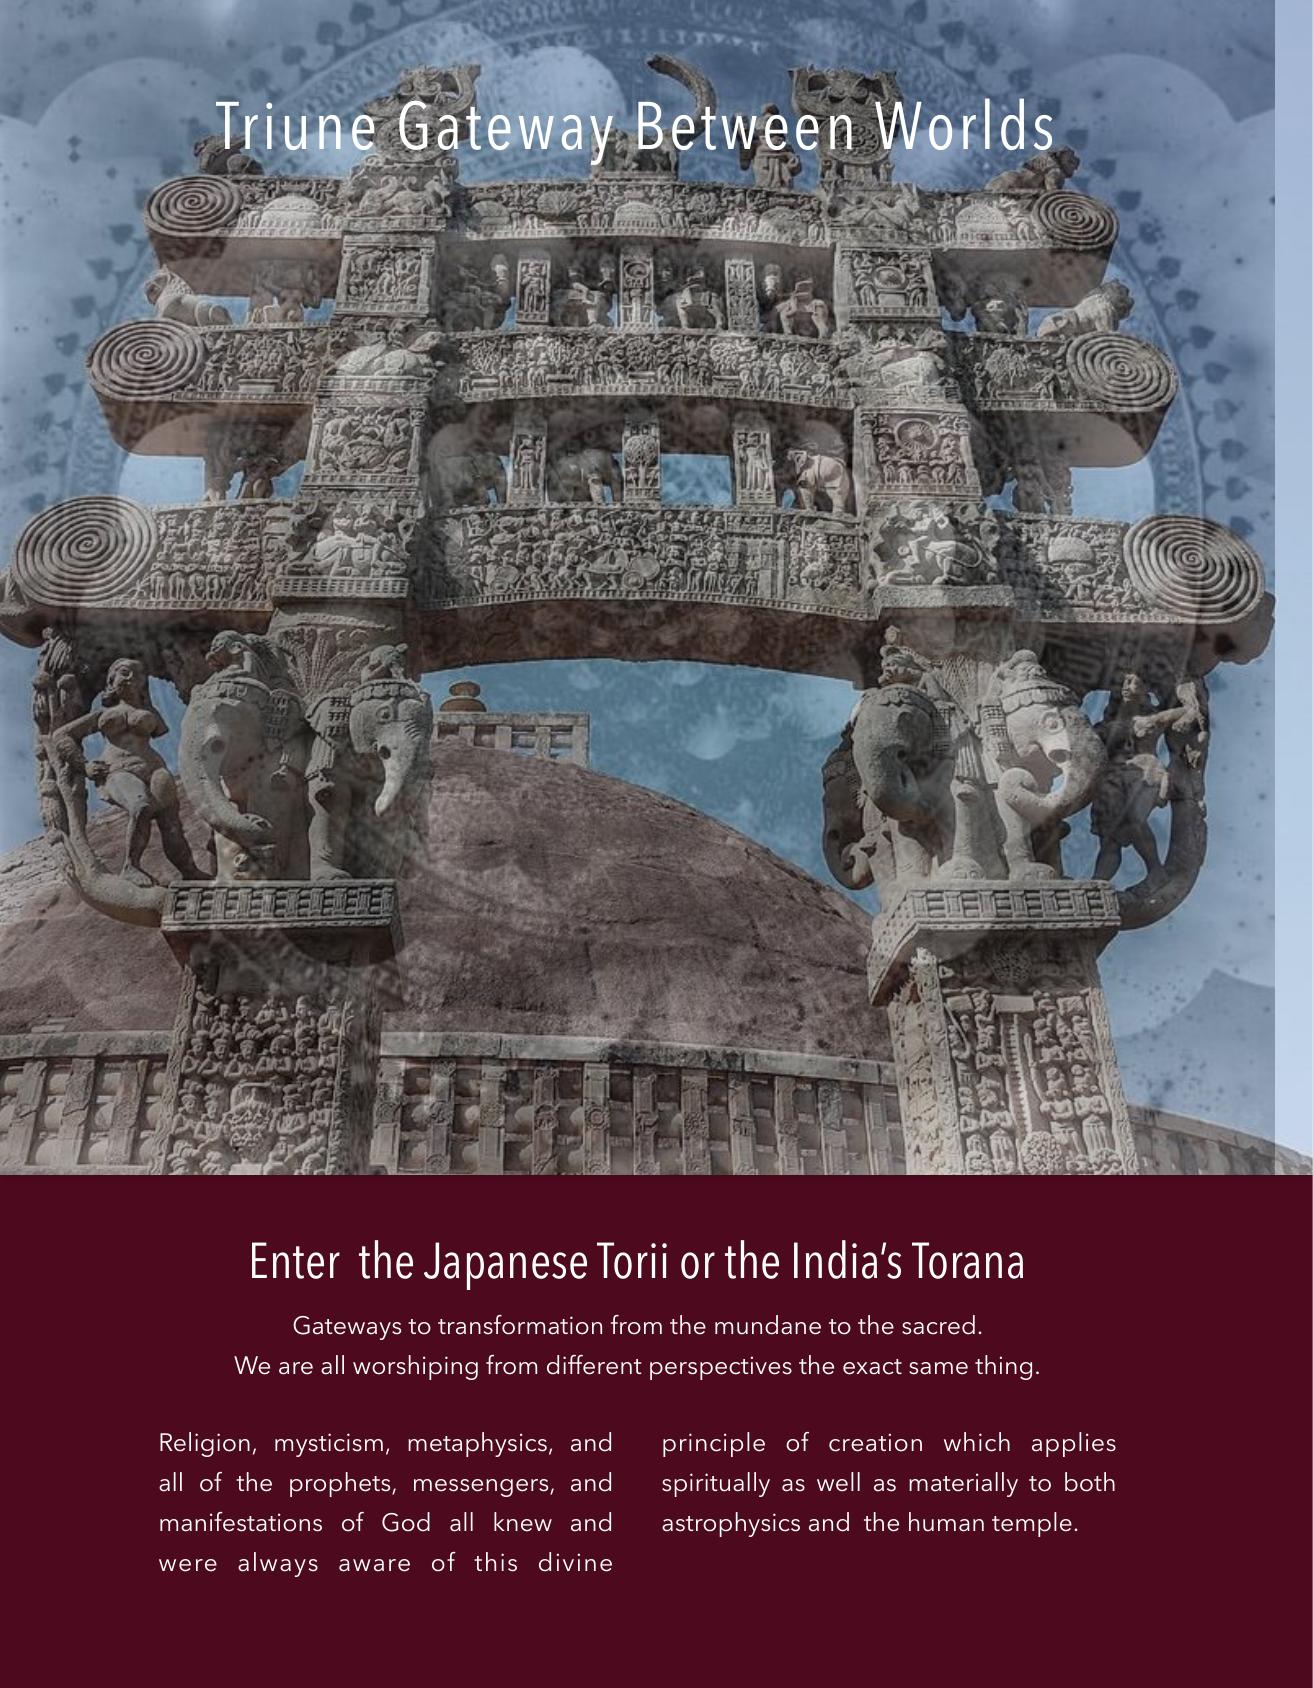 Triune Gateway Between Worlds
Enter the Japanese Torii or the India’s Torana
Gateways to transformation from the mundane to the sacred.
We are all worshiping from different perspectives the exact same thing.
Religion, mysticism, metaphysics, and
all of the prophets, messengers, and
manifestations of God all knew and
were always aware of this divine
principle of creation which applies
spiritually as well as materially to both
astrophysics and the human temple.